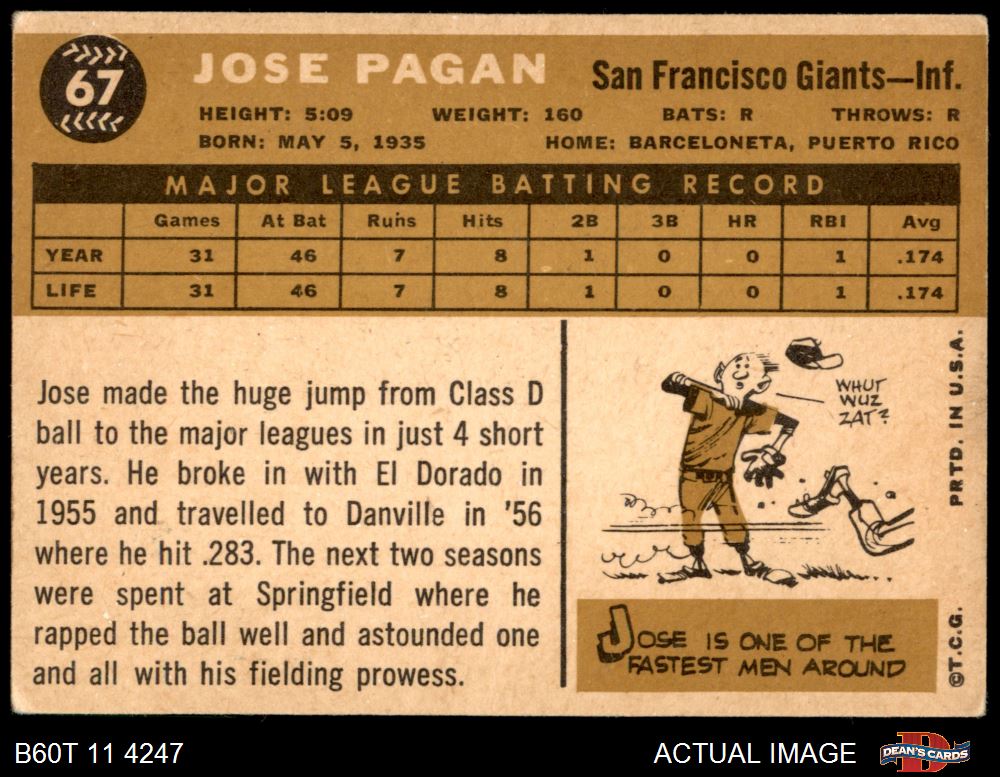 67
JOSE PAGAN
San Francisco Giants—Inf.
HEIGHT: 5:09 WEIGHT: 160 BATS: R THROWS: R
BORN: MAY 5, 1935 HOME: BARCELONETA, PUERTO RICO
MAJOR LEAGUE BATTING RECORD
Games At Bat Runs Hits 2B 3B HR RBI Avg
YEAR 31 46 7 8 1 0 0 1 .174
LIFE 31 46 7 8 1 0 0 1 .174
Jose made the huge jump from Class D
ball to the major leagues in just 4 short
years. He broke in with El Dorado in
1955 and travelled to Danville in '56
where he hit .283. The next two seasons
were spent at Springfield where he
rapped the ball well and astounded one
and all with his fielding prowess.
WHUT
WUZ
ZAT?
JOSE IS ONE OF THE
FASTEST MEN AROUND
©T.C.G. PRTD. IN U.S.A.
B60T 11 4247
ACTUAL IMAGE
D
DEAN'S CARDS